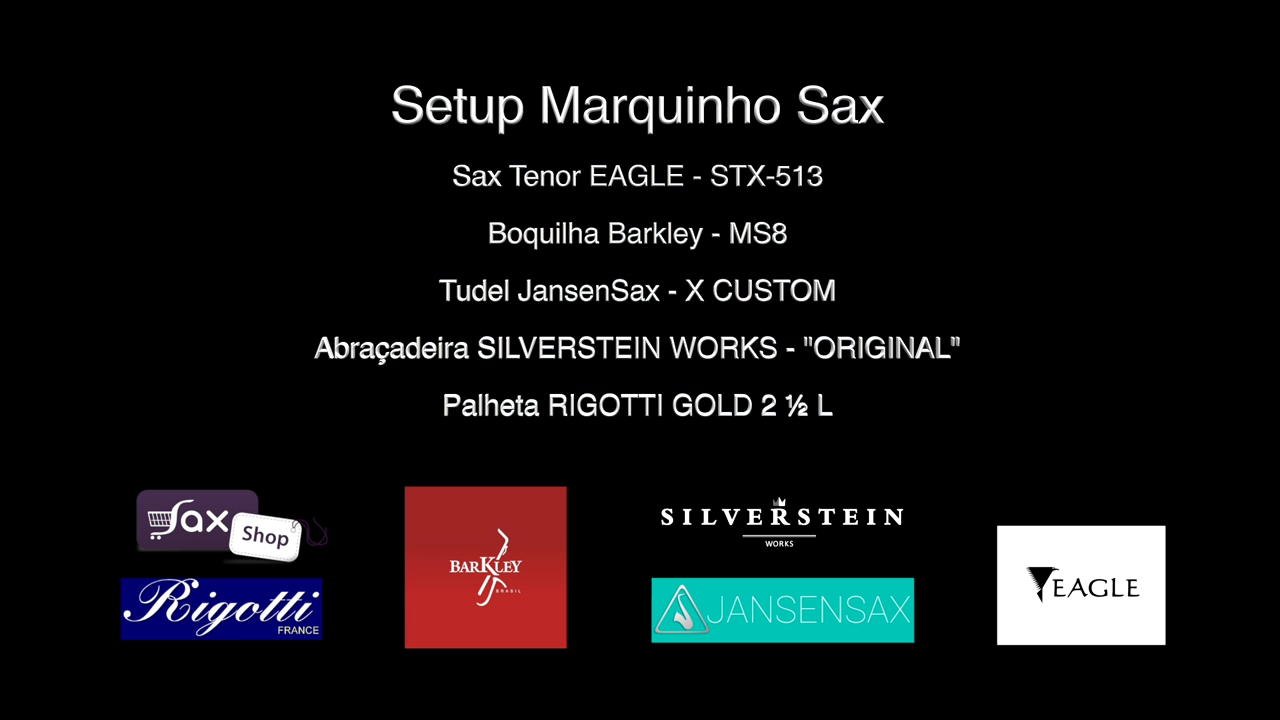 Setup Marquinho Sax
Sax Tenor EAGLE - STX-513
Boquilha Barkley - MS8
Tudel JansenSax - X CUSTOM
Abraçadeira SILVERSTEIN WORKS - "ORIGINAL"
Palheta RIGOTTI GOLD 2 ½ L
Sax
Shop
Rigotti
FRANCE
BARKLEY
BRASIL
SILVERSTEIN
WORKS
JANSENSAX
EAGLE